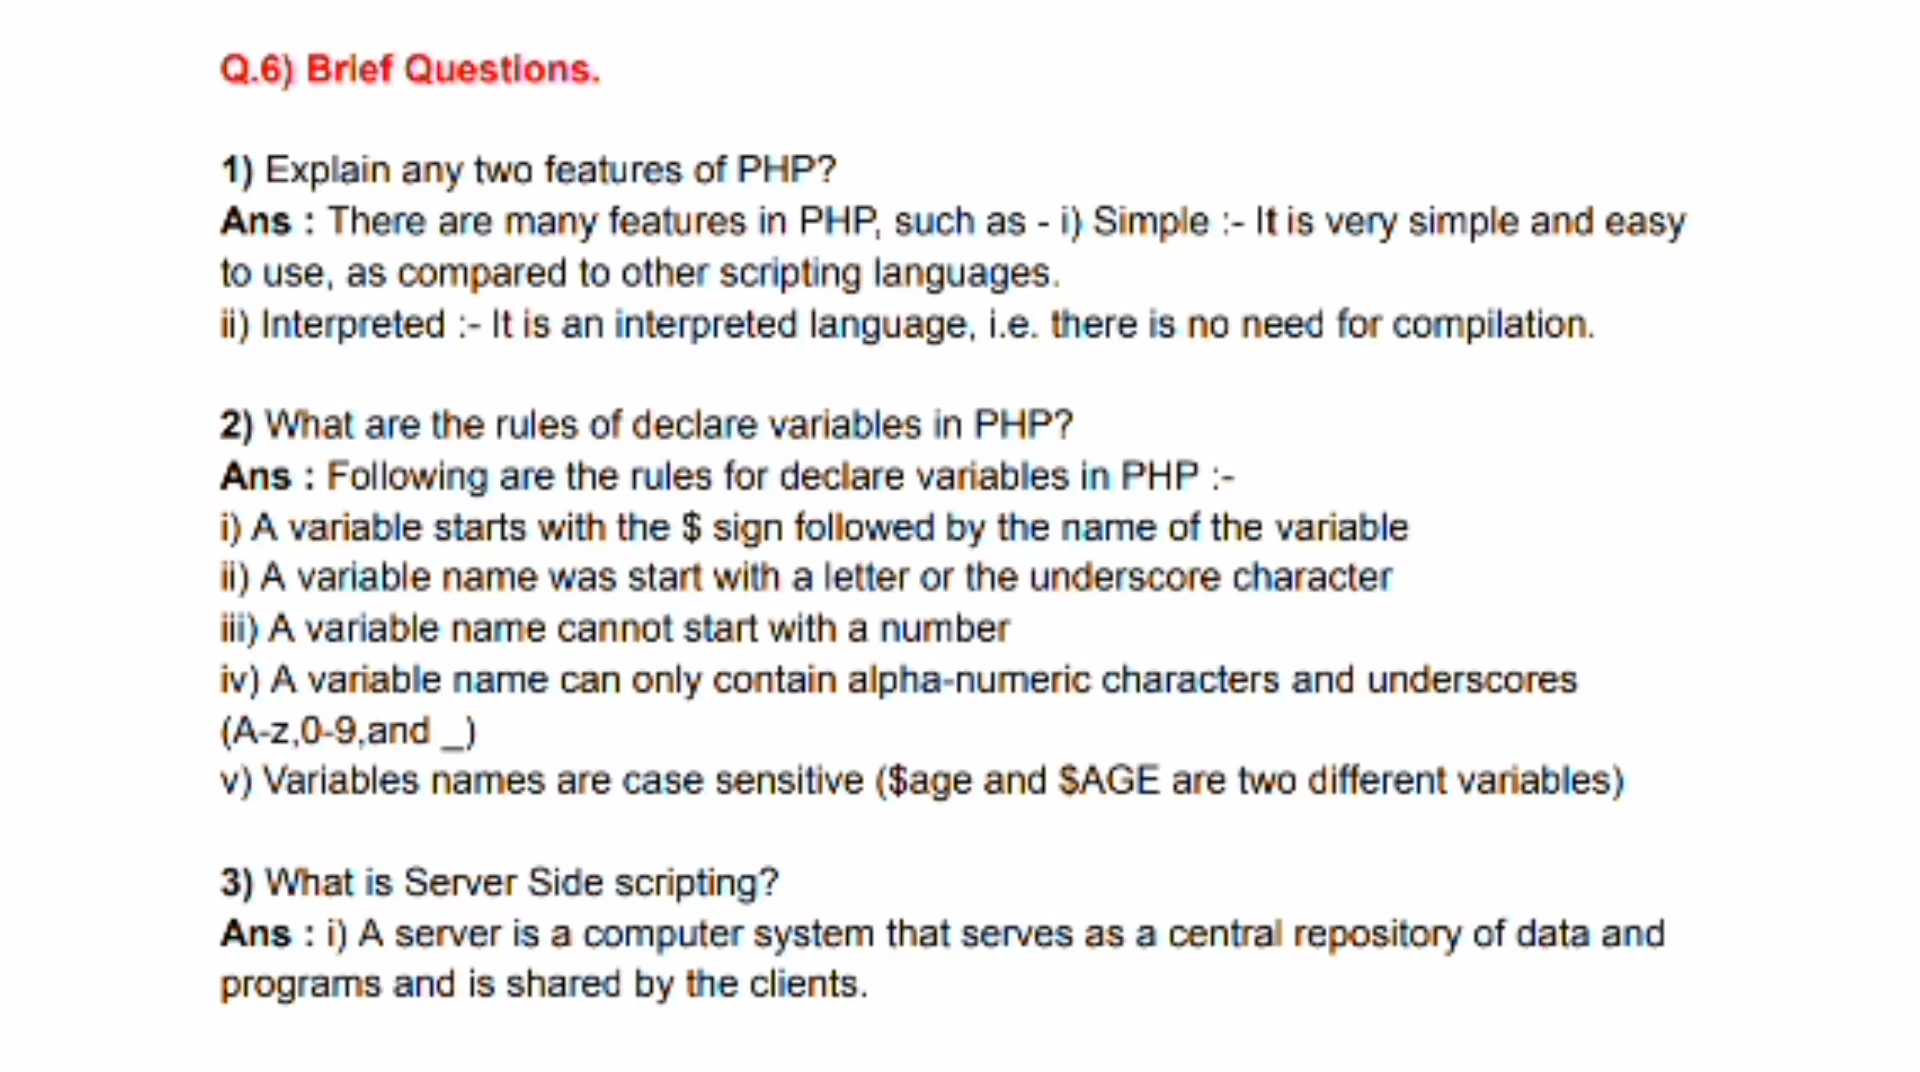 Q.6) Brief Questions.
1) Explain any two features of PHP?
Ans : There are many features in PHP, such as - i) Simple :- It is very simple and easy
to use, as compared to other scripting languages.
ii) Interpreted :- It is an interpreted language, i.e. there is no need for compilation.
2) What are the rules of declare variables in PHP?
Ans : Following are the rules for declare variables in PHP :-
i) A variable starts with the $ sign followed by the name of the variable
ii) A variable name was start with a letter or the underscore character
iii) A variable name cannot start with a number
iv) A variable name can only contain alpha-numeric characters and underscores
(A-z,0-9,and _)
v) Variables names are case sensitive ($age and $AGE are two different variables)
3) What is Server Side scripting?
Ans : i) A server is a computer system that serves as a central repository of data and
programs and is shared by the clients.